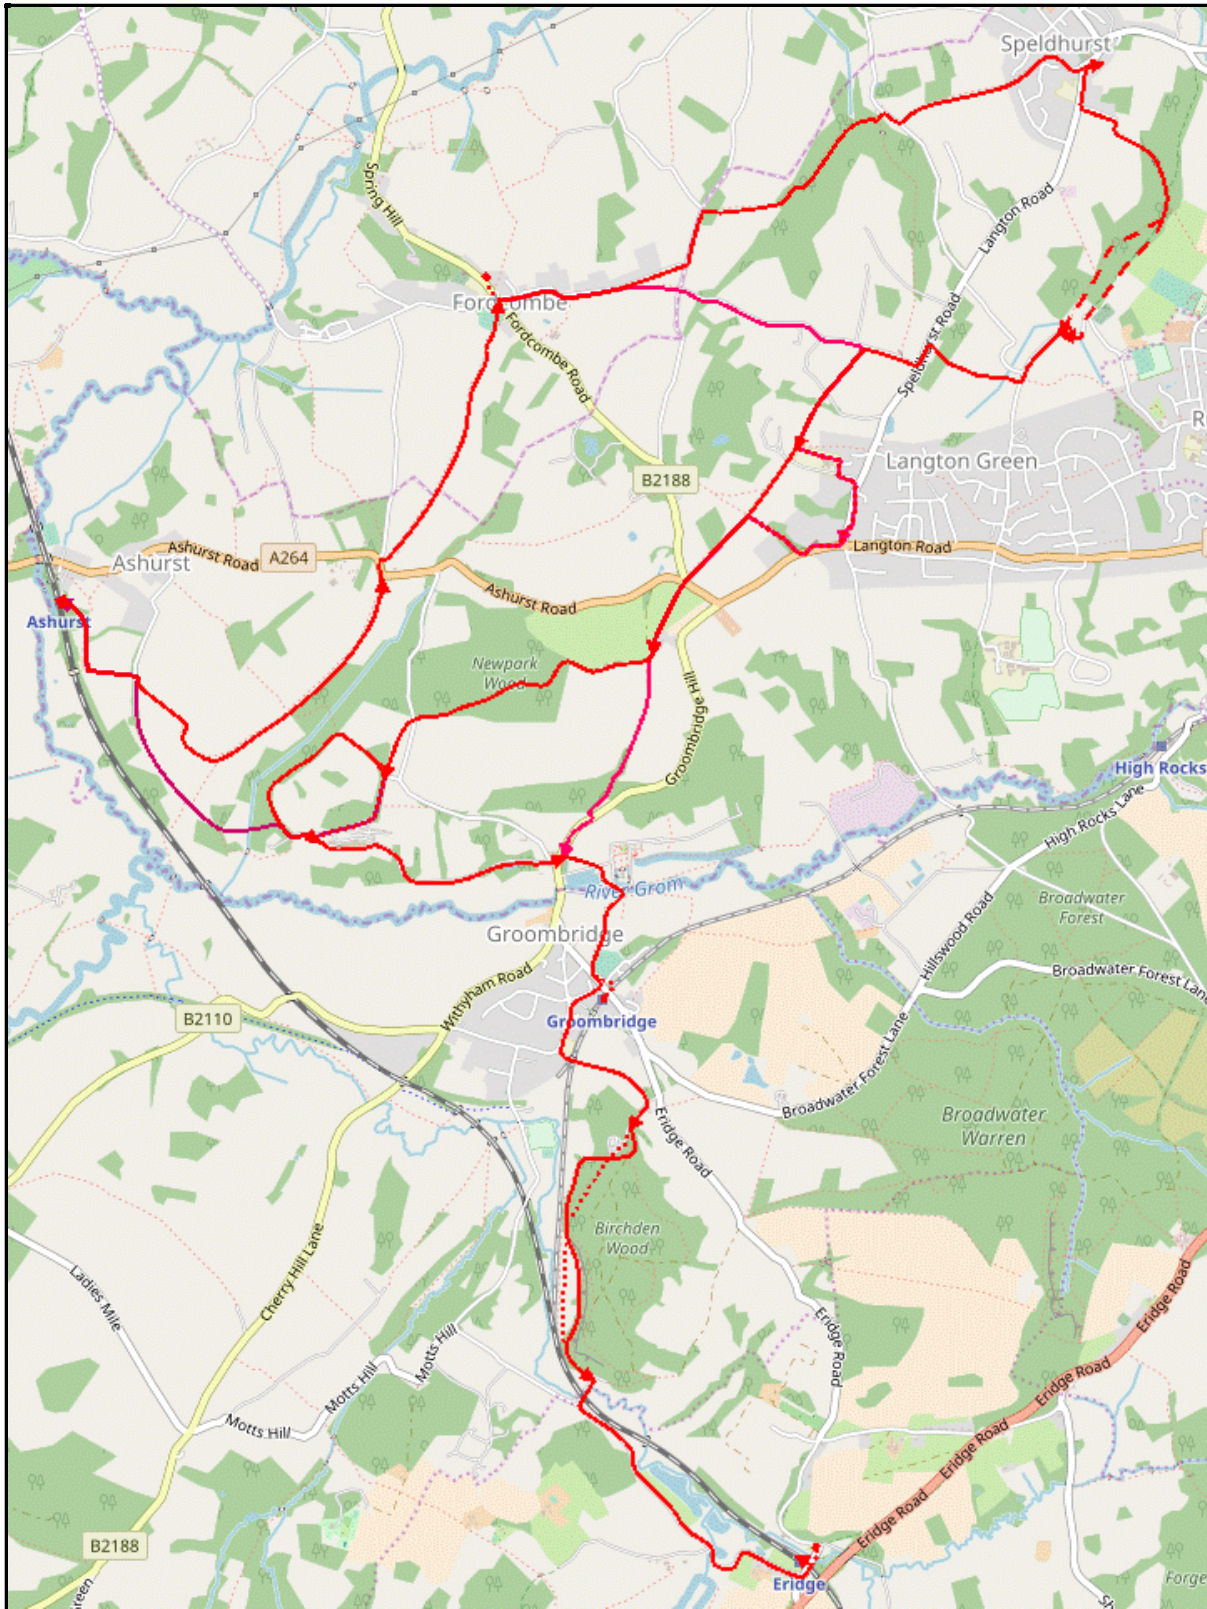 Speldhurst
Spring Hill
Langton Road
Fordcombe
Fordcombe Road
Speldhurst Road
R
Langton Green
B2188
Ashurst Road
A264
Ashurst
Langton Road
Ashurst Road
Ashurst
Newpark
Wood
Groombridge Hill
High Rocks
High Rocks Lane
River Grom
Broadwater
Forest
Groombridge
Hillswood Road
Withyham Road
Broadwater Forest Lane
B2110
Groombridge
Broadwater Forest Lane
Eridge Road
Broadwater
Warren
Birchden
Wood
Cherry Hill Lane
Ladies Mile
Eridge Road
Eridge Road
Motts Hill
Motts Hill
Eridge Road
Motts Hill
Eridge Road
Eridge Road
B2188
Eridge
Forge
reen
Sh